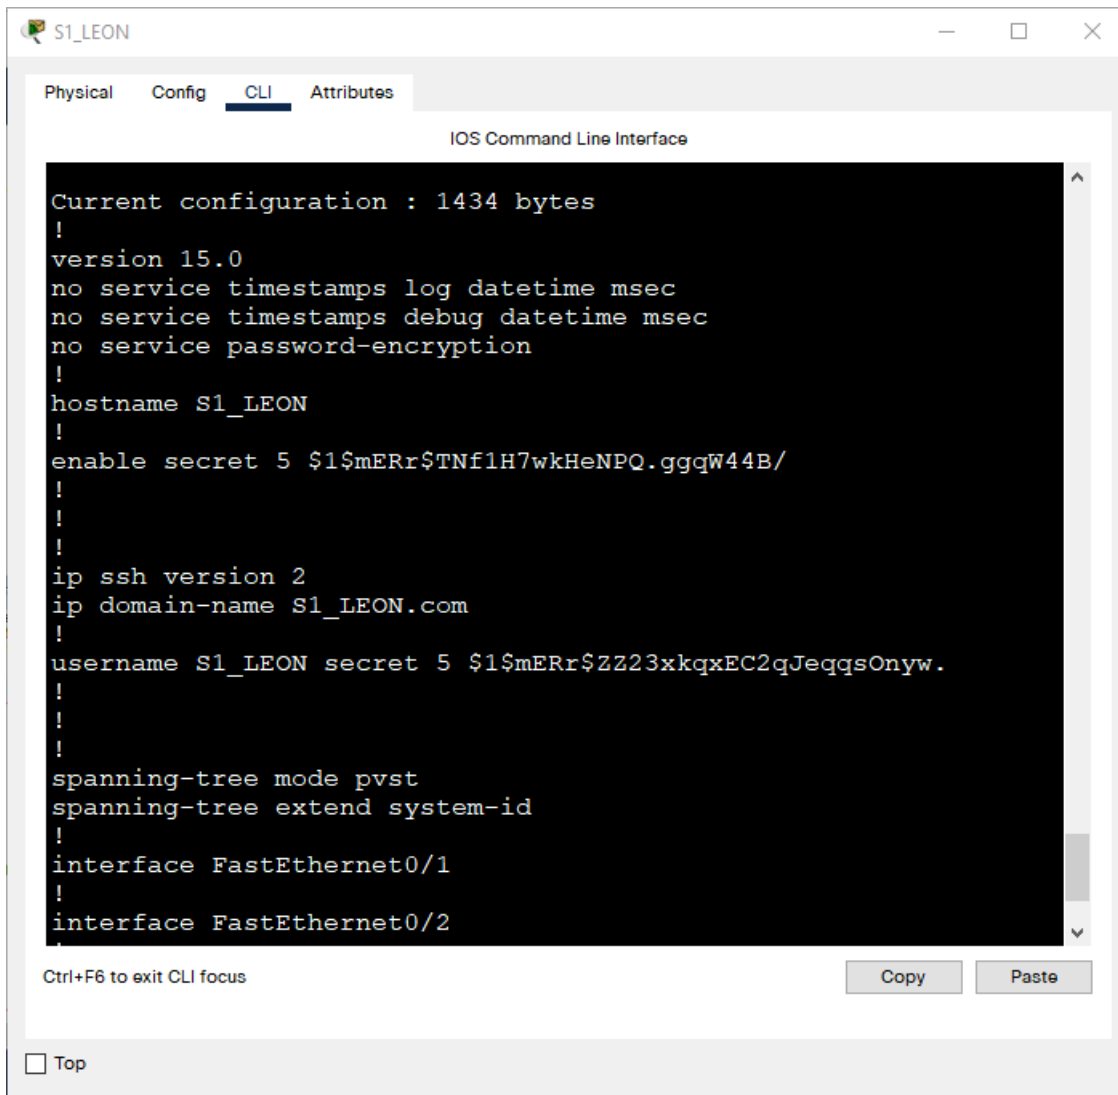 S1_LEON
Physical Config CLI Attributes
IOS Command Line Interface
Current configuration : 1434 bytes
!
version 15.0
no service timestamps log datetime msec
no service timestamps debug datetime msec
no service password-encryption
!
hostname S1_LEON
!
enable secret 5 $1$mERr$TNf1H7wkHeNPQ.ggqW44B/
!
!
!
ip ssh version 2
ip domain-name S1_LEON.com
!
username S1_LEON secret 5 $1$mERr$ZZ23xkqxEC2qJeqqsOnyw.
!
!
!
spanning-tree mode pvst
spanning-tree extend system-id
!
interface FastEthernet0/1
!
interface FastEthernet0/2
Ctrl+F6 to exit CLI focus
Copy Paste
Top